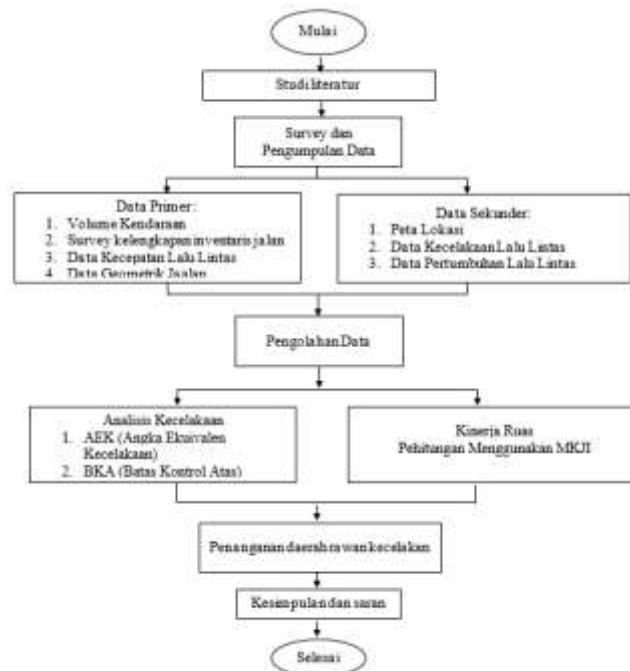 Mulai
Studi literatur
Survey dan
Pengumpulan Data
Data Primer:
1. Volume Kendaraan
2. Survey kelengkapan inventaris jalan
3. Data Kecepatan Lalu Lintas
4. Data Geometrik Jaalan
Data Sekunder:
1. Peta Lokasi
2. Data Kecelakaan Lalu Lintas
3. Data Pertumbuhan Lalu Lintas
Pengolahan Data
Analisis Kecelakaan
1. AEK (Angka Ekuivalen
Kecelakaan)
2. BKA (Batas Kontrol Atas)
Kinerja Ruas
Pehitungan Menggunakan MKJI
Penanganan daerah rawan kecelakan
Kesimpulan dan saran
Selesai